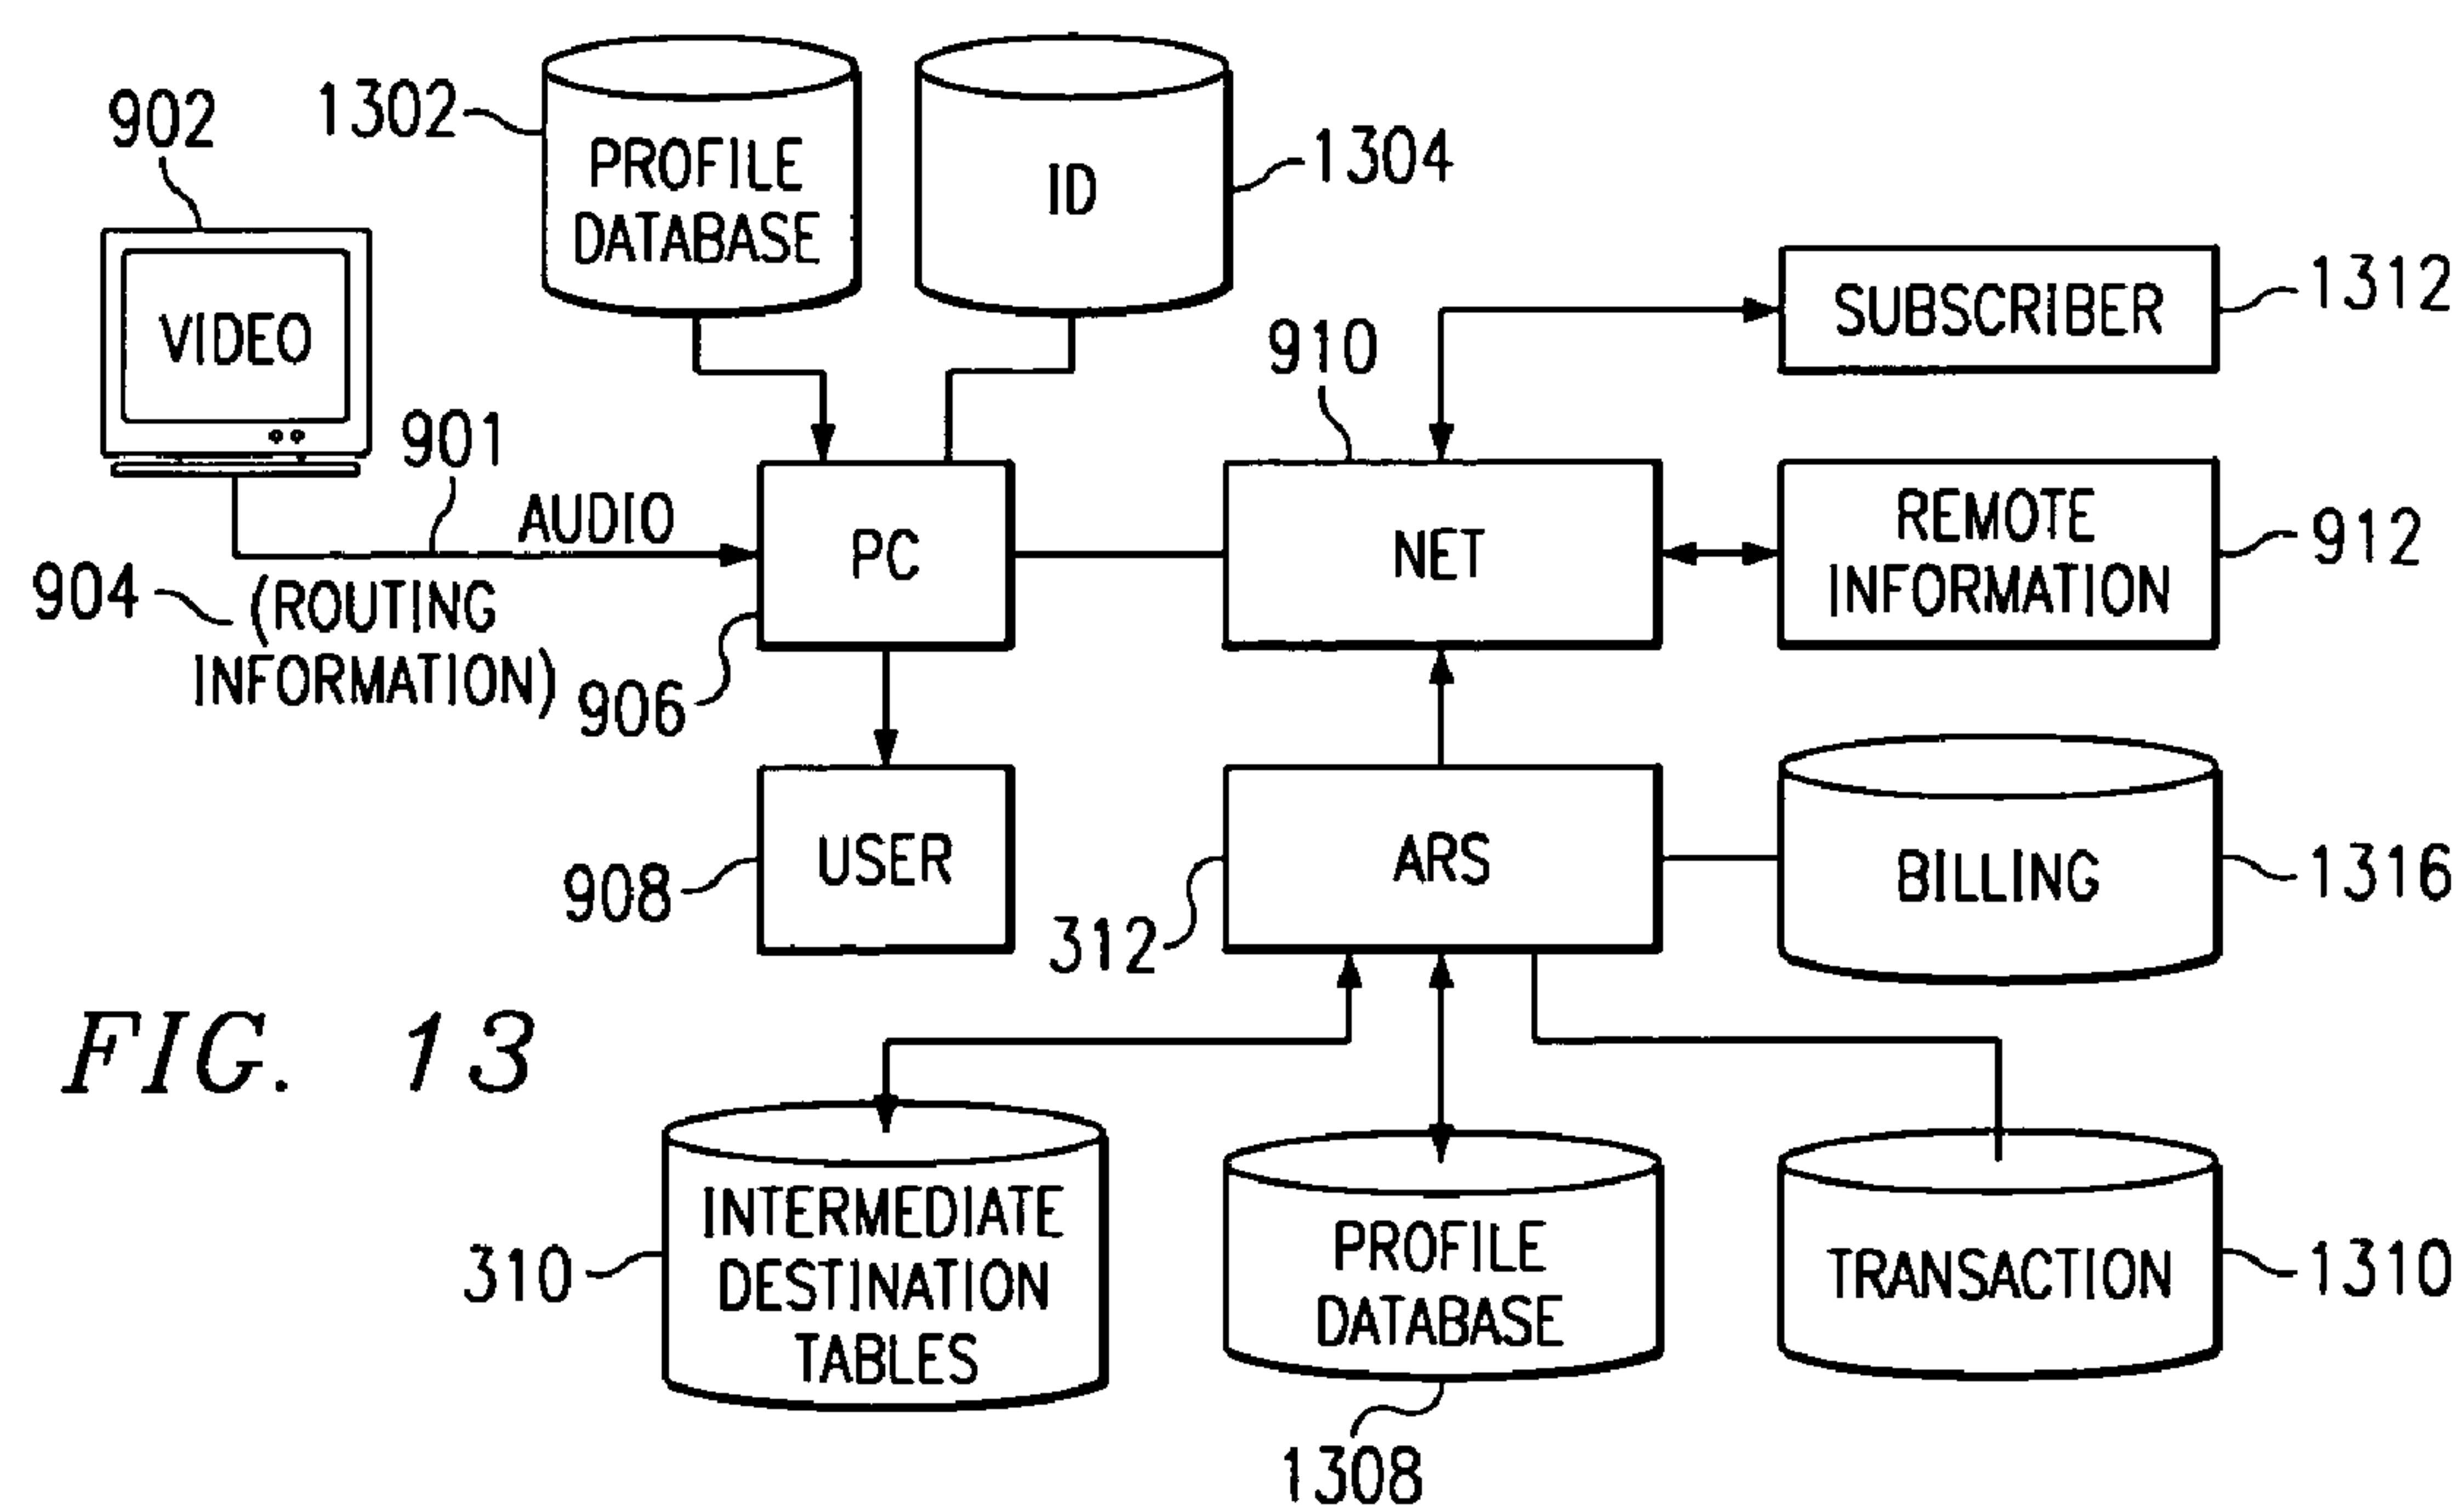 902
1302
PROFILE
DATABASE
ID
1304
VIDEO
901
AUDIO
904
(ROUTING
INFORMATION)
906
PC
910
NET
SUBSCRIBER
1312
REMOTE
INFORMATION
912
USER
908
ARS
312
BILLING
1316
FIG. 13
310
INTERMEDIATE
DESTINATION
TABLES
PROFILE
DATABASE
1308
TRANSACTION
1310